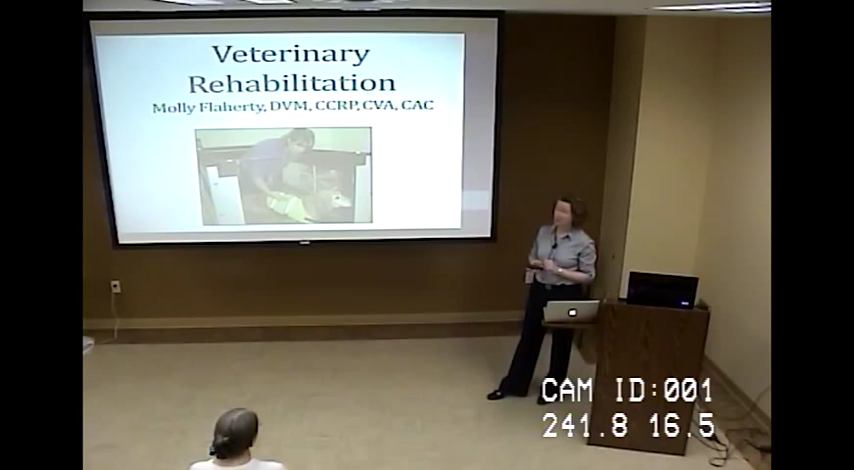 Veterinary
Rehabilitation
Molly Flaherty, DVM, CCRP, CVA, CAC
CAM ID:001
241.8 16.5